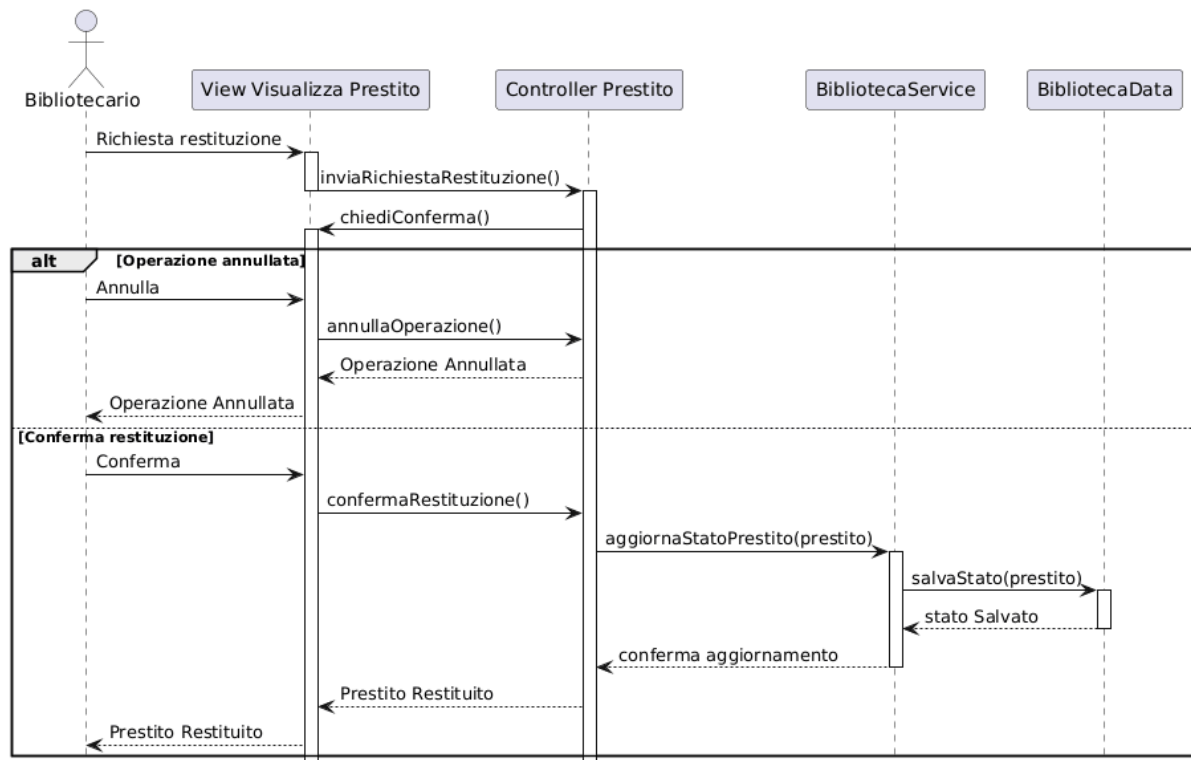 Bibliotecario
View Visualizza Prestito
Controller Prestito
BibliotecaService
BibliotecaData
Richiesta restituzione
inviaRichiestaRestituzione()
chiediConferma()
alt
[Operazione annullata]
Annulla
annullaOperazione()
Operazione Annullata
Operazione Annullata
[Conferma restituzione]
Conferma
confermaRestituzione()
aggiornaStatoPrestito(prestito)
salvaStato(prestito)
stato Salvato
conferma aggiornamento
Prestito Restituito
Prestito Restituito